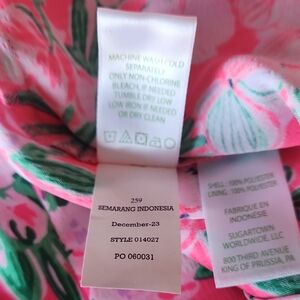 MACHINE WASH COLD
SEPARATELY
ONLY NON-CHLORINE
BLEACH, IF NEEDED
TUMBLE DRY LOW
LOW IRON IF NEEDED
OR DRY CLEAN
259
SEMARANG INDONESIA
December-23
STYLE 014027
PO 060031
SHELL: 100% POLYESTER
LINING: 100% POLYESTER
FABRIQUE EN
INDONÉSIE
SUGARTOWN
WORLDWIDE, LLC
800 THIRD AVENUE
KING OF PRUSSIA, PA